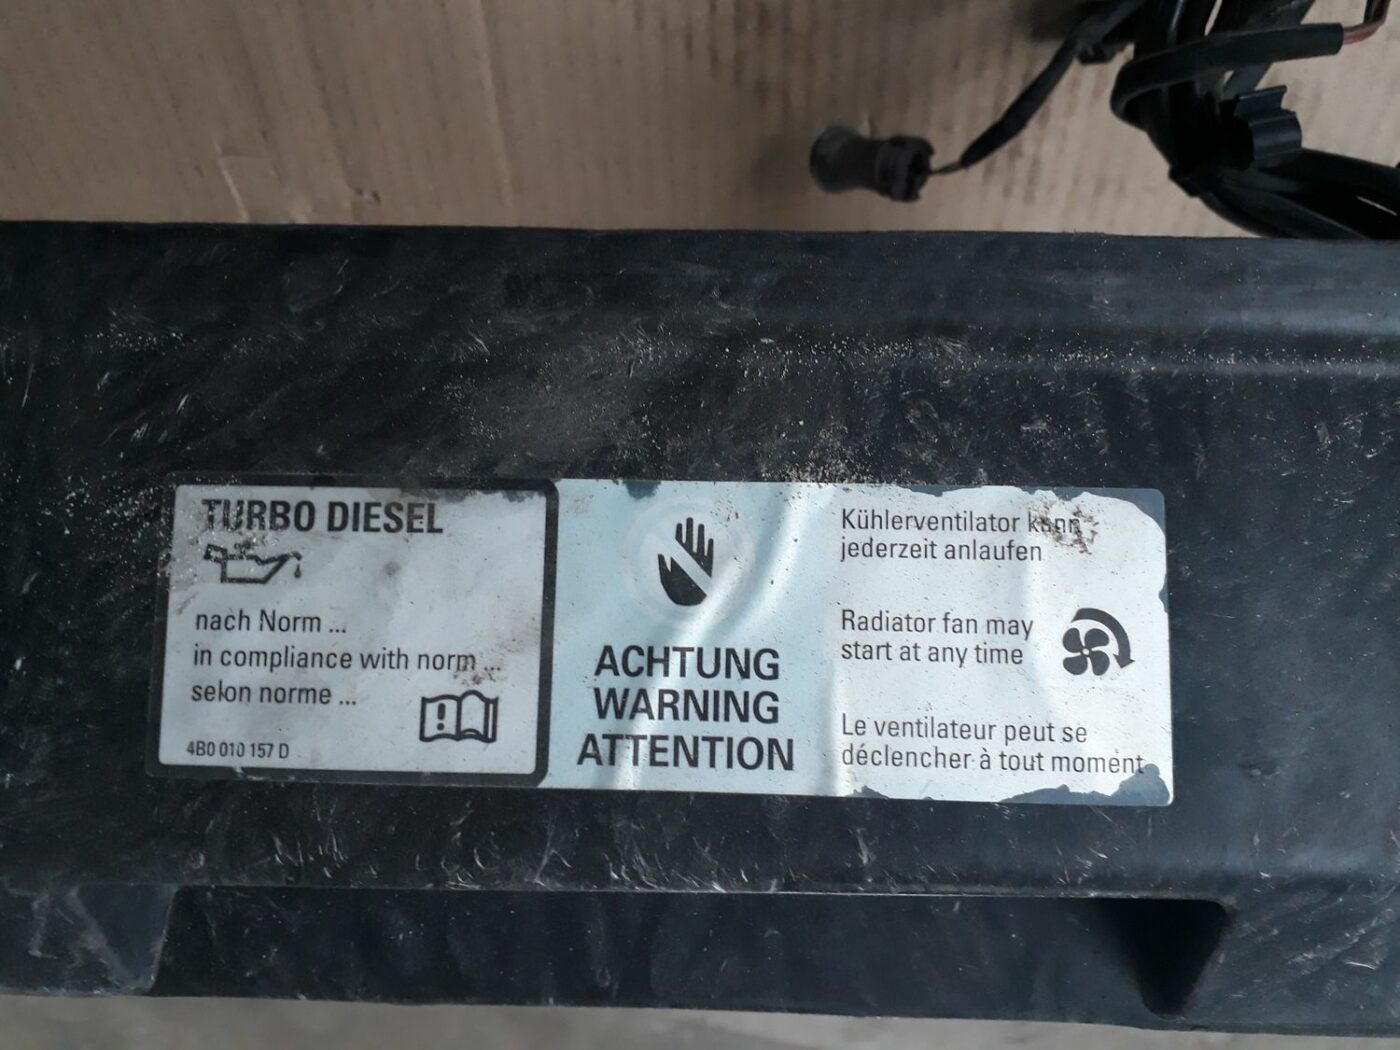 TURBO DIESEL
nach Norm ...
in compliance with norm ...
selon norme ...
4B0 010 157 D
ACHTUNG
WARNING
ATTENTION
Kühlerventilator kann
jederzeit anlaufen
Radiator fan may
start at any time
Le ventilateur peut se
déclencher à tout moment